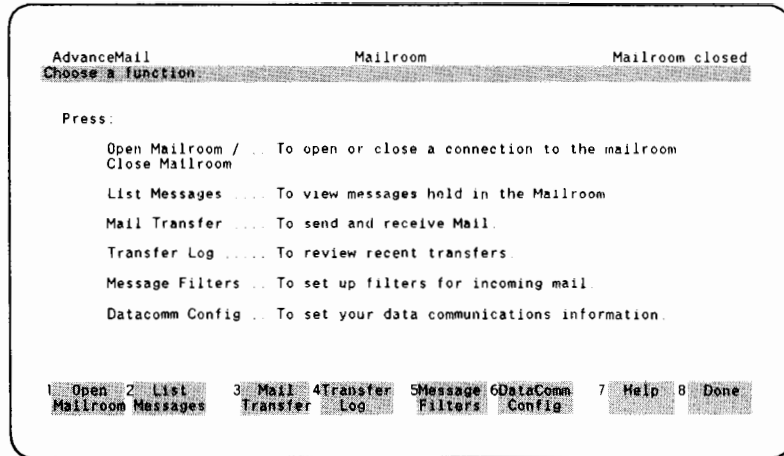 AdvanceMail Mailroom Mailroom closed
Choose a function.
Press:
Open Mailroom / .. To open or close a connection to the mailroom
Close Mailroom
List Messages .... To view messages held in the Mailroom
Mail Transfer .... To send and receive Mail.
Transfer Log ..... To review recent transfers.
Message Filters .. To set up filters for incoming mail.
Datacomm Config .. To set your data communications information.
1 Open 2 List 3 Mail 4Transfer 5Message 6DataComm 7 Help 8 Done
Mailroom Messages Transfer Log Filters Config